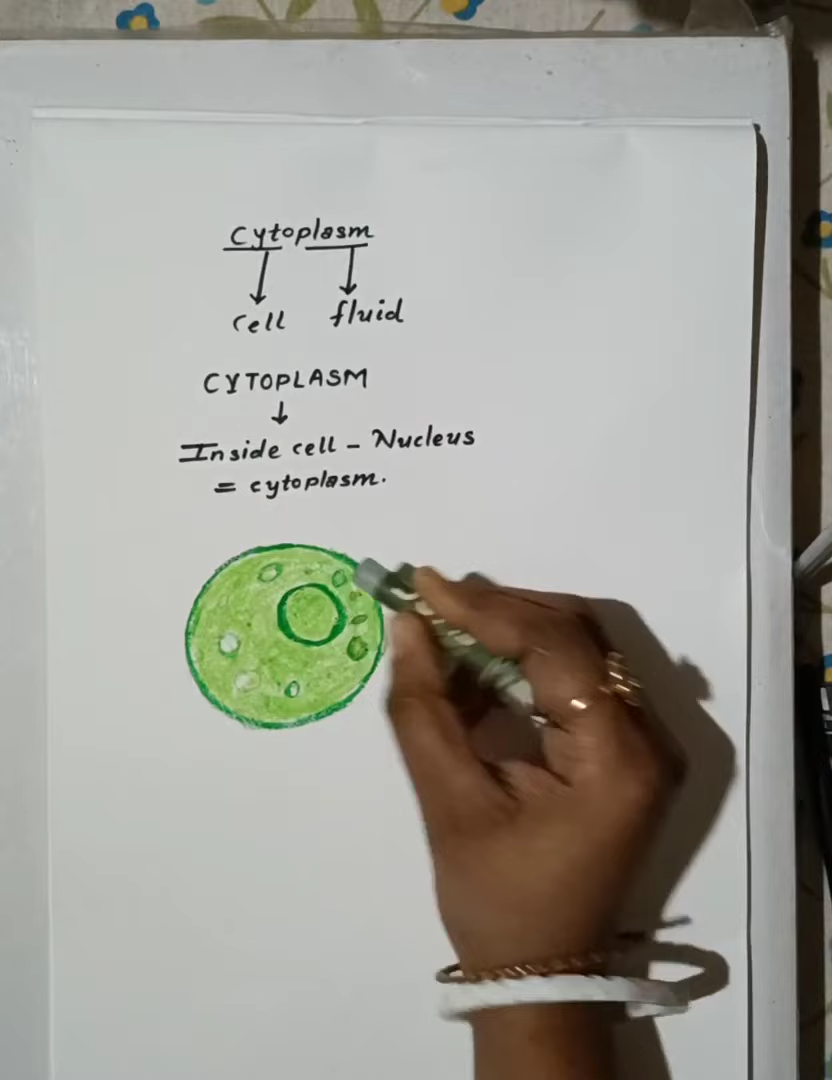 Cytoplasm
cell fluid
CYTOPLASM
Inside cell - Nucleus
= cytoplasm.